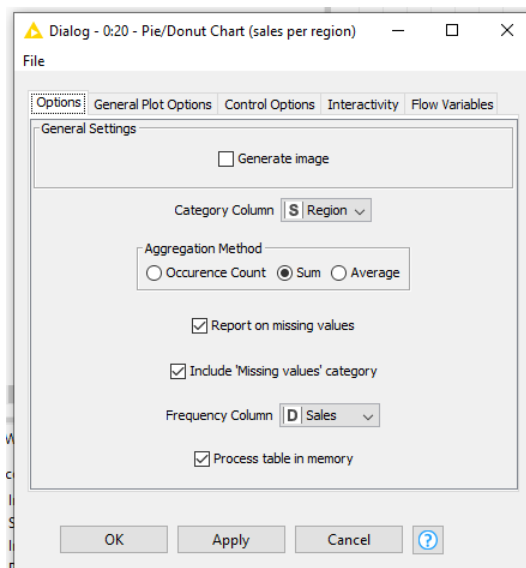 Dialog - 0:20 - Pie/Donut Chart (sales per region)
File
Options General Plot Options Control Options Interactivity Flow Variables
General Settings
Generate image
Category Column S Region
Aggregation Method
Occurence Count Sum Average
Report on missing values
Include 'Missing values' category
Frequency Column D Sales
Process table in memory
OK Apply Cancel ?